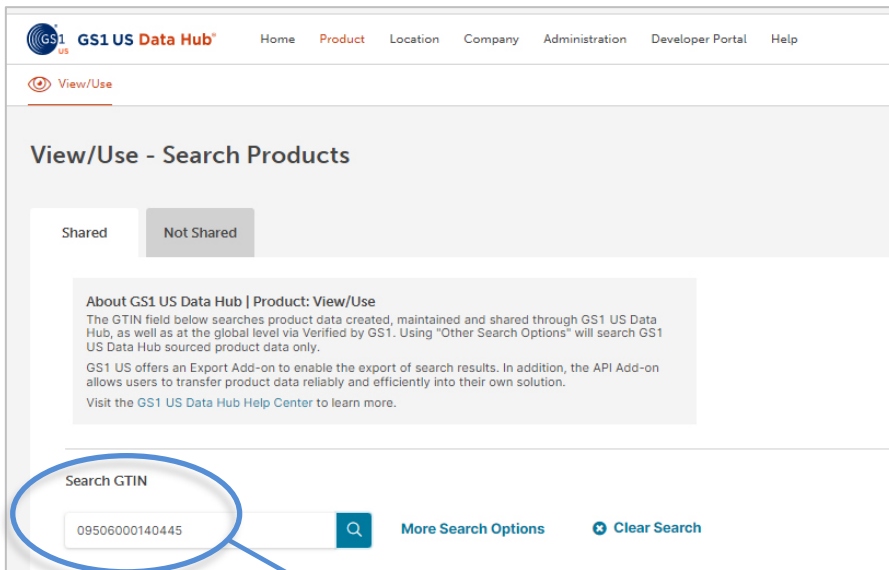 GS1 US GS1 US Data Hub® Home Product Location Company Administration Developer Portal Help
View/Use
View/Use - Search Products
Shared Not Shared
About GS1 US Data Hub | Product: View/Use
The GTIN field below searches product data created, maintained and shared through GS1 US Data
Hub, as well as at the global level via Verified by GS1. Using "Other Search Options" will search GS1
US Data Hub sourced product data only.
GS1 US offers an Export Add-on to enable the export of search results. In addition, the API Add-on
allows users to transfer product data reliably and efficiently into their own solution.
Visit the GS1 US Data Hub Help Center to learn more.
Search GTIN
09506000140445 More Search Options Clear Search